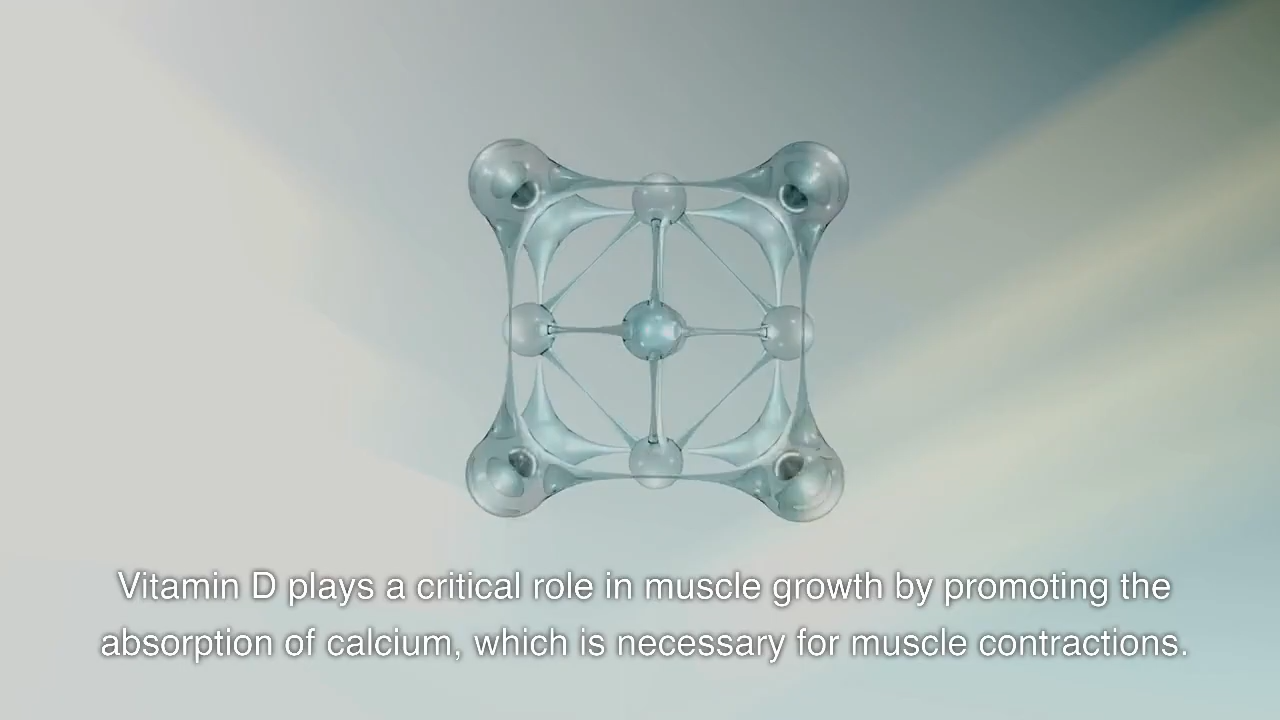 Vitamin D plays a critical role in muscle growth by promoting the
absorption of calcium, which is necessary for muscle contractions.